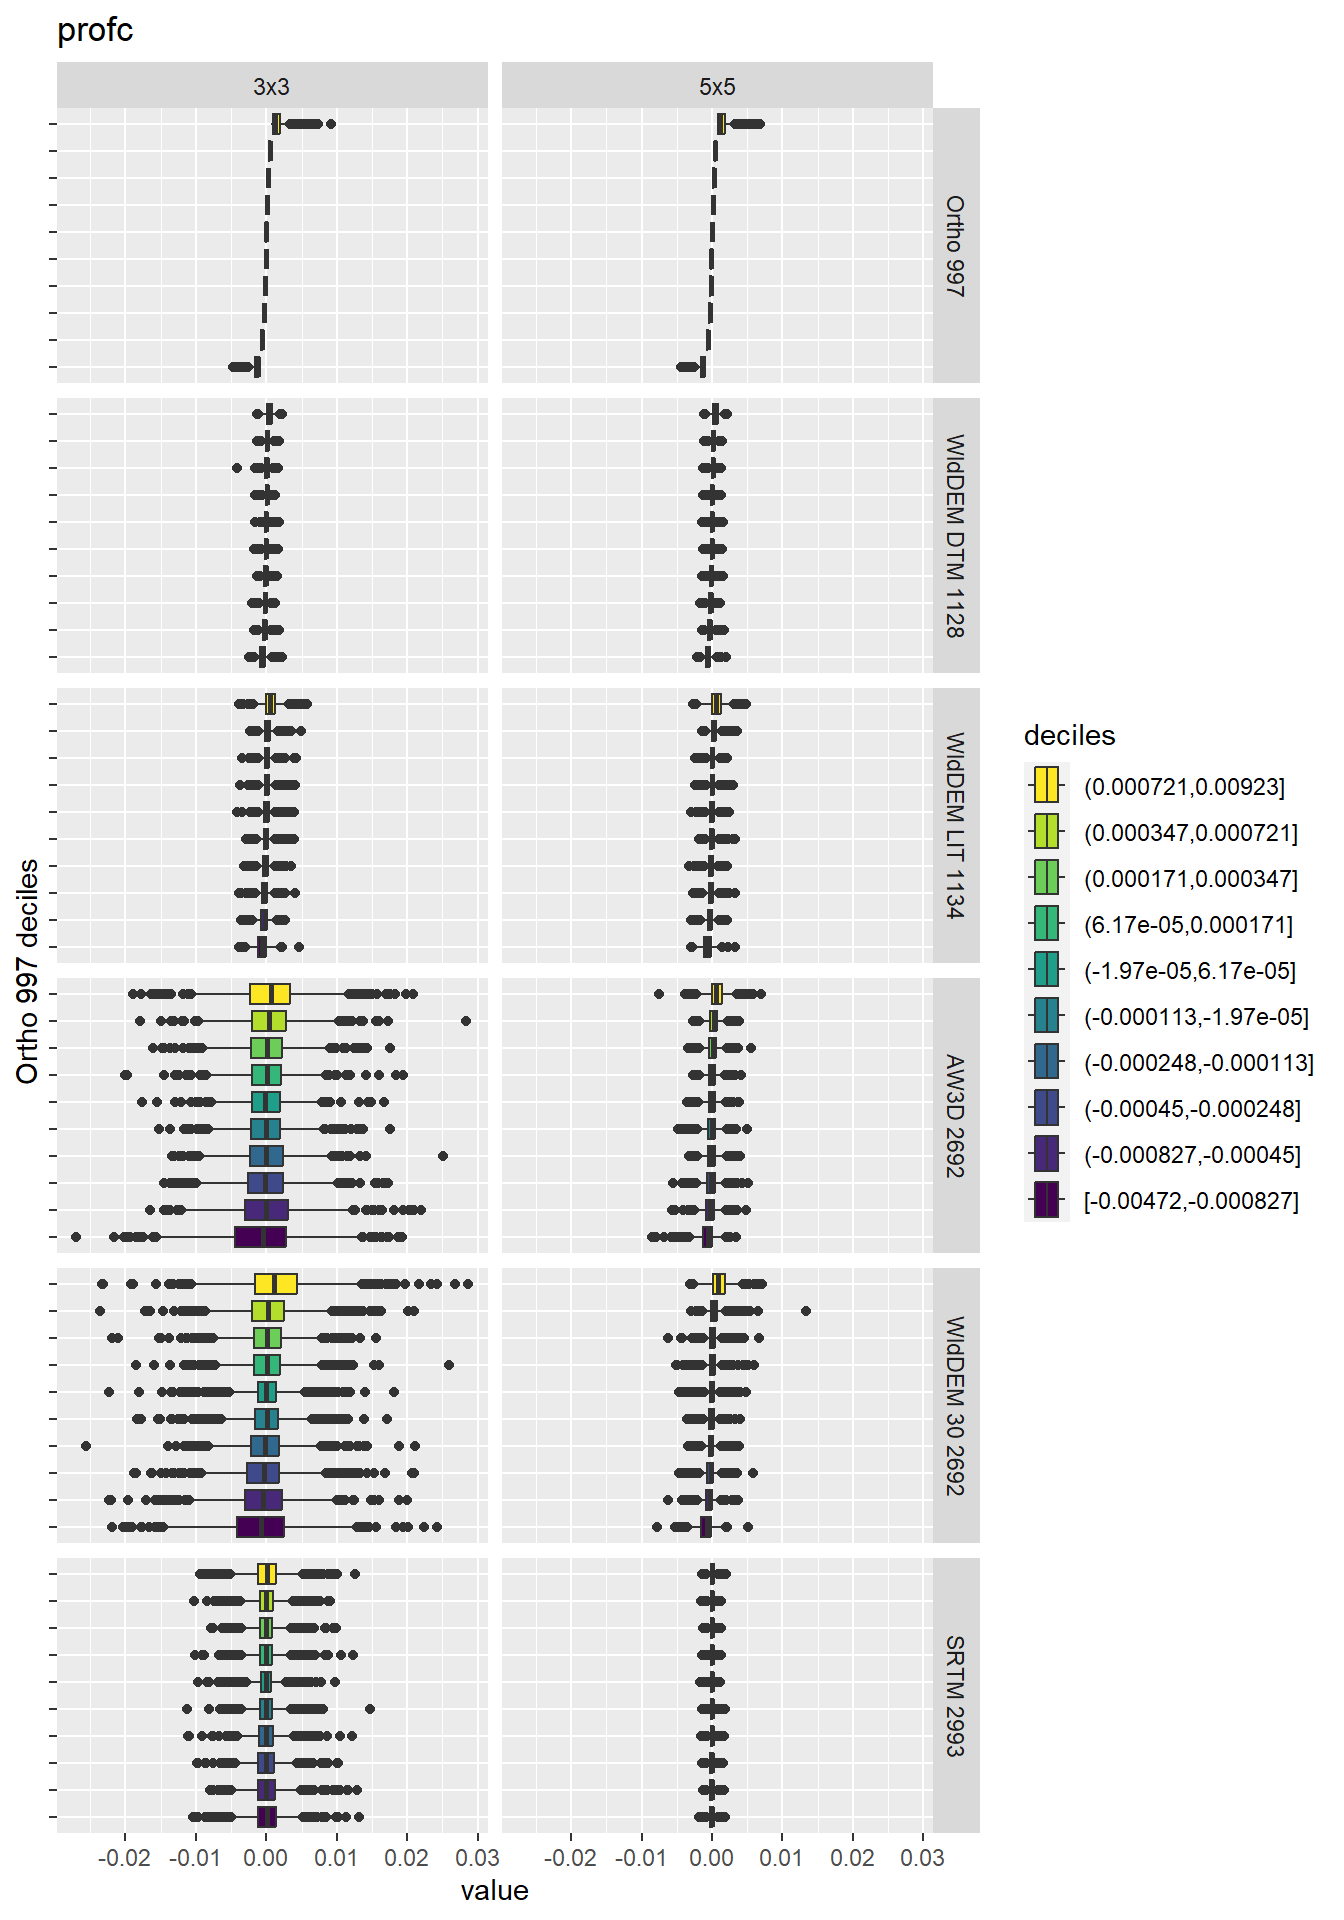 profc
3x3
5x5
Ortho 997
WldDEM DTM 1128
WldDEM LIT 1134
AW3D 2692
WldDEM 30 2692
SRTM 2993
Ortho 997 deciles
-0.02 -0.01 0.00 0.01 0.02 0.03
-0.02 -0.01 0.00 0.01 0.02 0.03
value
deciles
(0.000721,0.00923]
(0.000347,0.000721]
(0.000171,0.000347]
(6.17e-05,0.000171]
(-1.97e-05,6.17e-05]
(-0.000113,-1.97e-05]
(-0.000248,-0.000113]
(-0.00045,-0.000248]
(-0.000827,-0.00045]
[-0.00472,-0.000827]